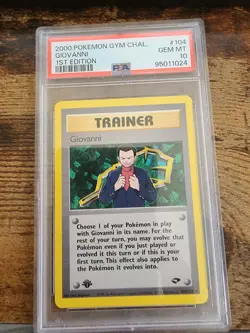 2000 POKEMON GYM CHAL. #104
GIOVANNI GEM MT
1ST EDITION 10
PSA 95011024
TRAINER
Giovanni
Choose 1 of your Pokémon in play
with Giovanni in its name. For the
rest of your turn, you may evolve that
Pokémon even if you just played or
evolved it this turn or if this is your
first turn. This effect also applies to
the Pokémon it evolves into.